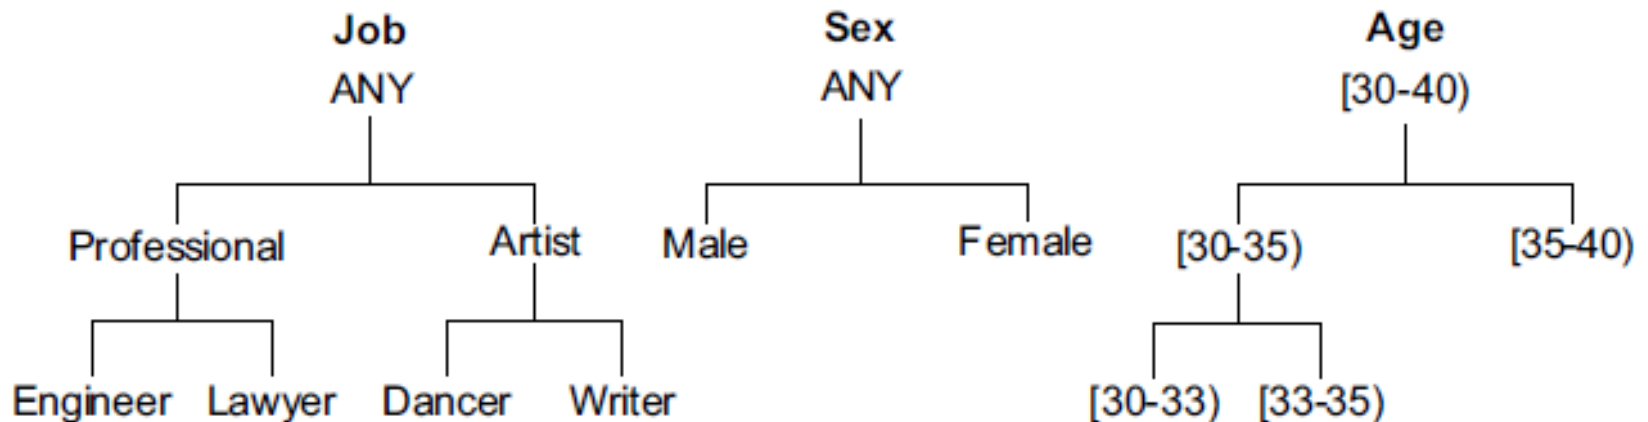 Job Sex Age
ANY ANY [30-40)
Professional Artist Male Female [30-35) [35-40)
Engineer Lawyer Dancer Writer [30-33) [33-35)